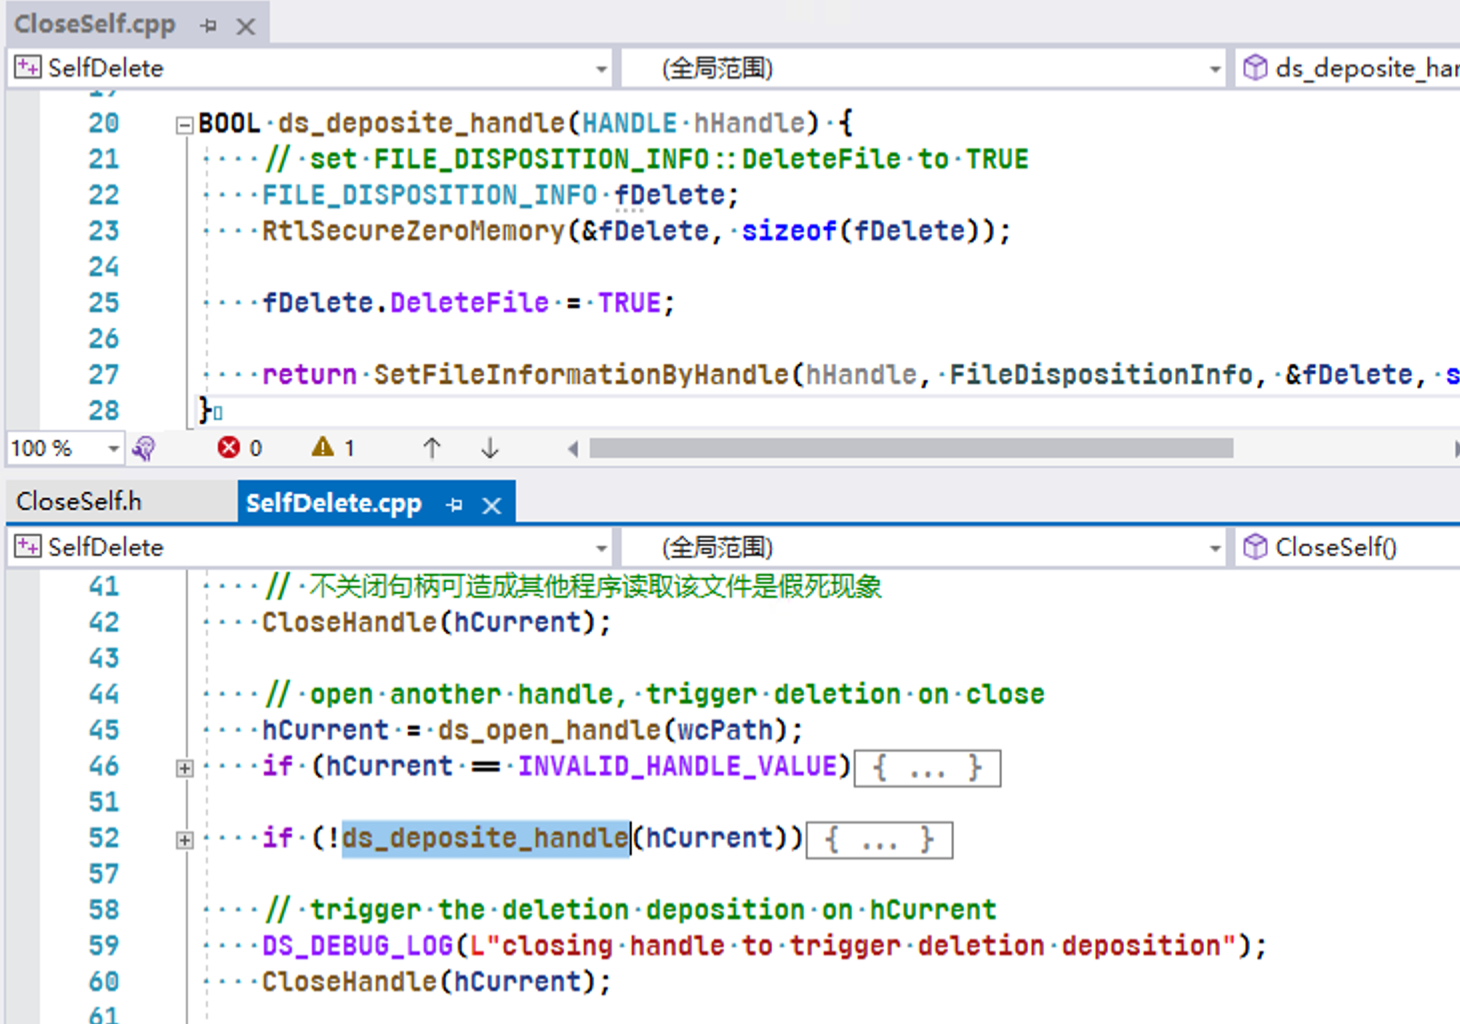 CloseSelf.cpp
SelfDelete (全局范围) ds_deposite_har
19
20 BOOL ds_deposite_handle(HANDLE hHandle) {
21 // set FILE_DISPOSITION_INFO::DeleteFile to TRUE
22 FILE_DISPOSITION_INFO fDelete;
23 RtlSecureZeroMemory(&fDelete, sizeof(fDelete));
24
25 fDelete.DeleteFile = TRUE;
26
27 return SetFileInformationByHandle(hHandle, FileDispositionInfo, &fDelete, s
28 }
100 % 0 1
CloseSelf.h SelfDelete.cpp
SelfDelete (全局范围) CloseSelf()
41 // 不关闭句柄可造成其他程序读取该文件是假死现象
42 CloseHandle(hCurrent);
43
44 // open another handle, trigger deletion on close
45 hCurrent = ds_open_handle(wcPath);
46 if (hCurrent == INVALID_HANDLE_VALUE){ ... }
51
52 if (!ds_deposite_handle(hCurrent)){ ... }
57
58 // trigger the deletion deposition on hCurrent
59 DS_DEBUG_LOG(L"closing handle to trigger deletion deposition");
60 CloseHandle(hCurrent);
61